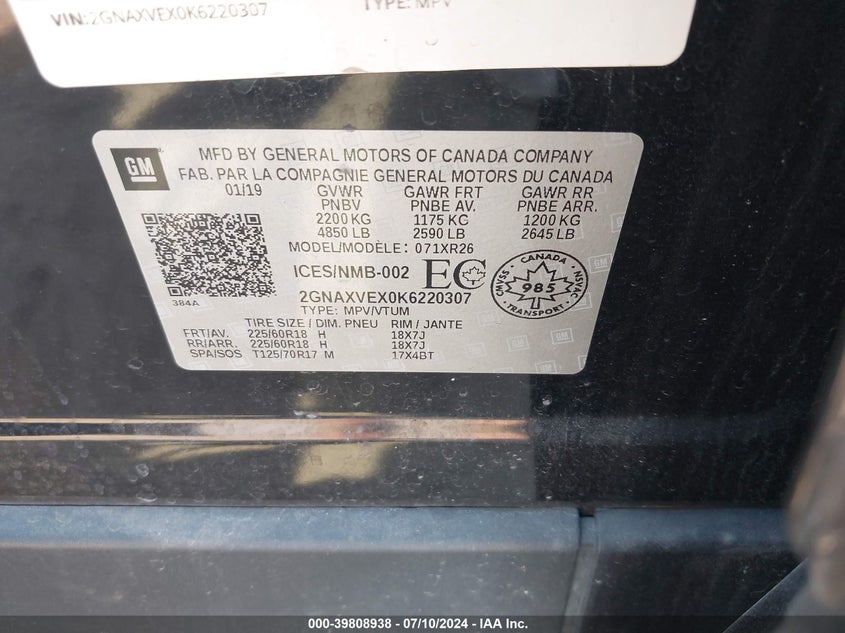 VIN:2GNAXVEX0K6220307 TYPE: MPV
GM
MFD BY GENERAL MOTORS OF CANADA COMPANY
FAB. PAR LA COMPAGNIE GENERAL MOTORS DU CANADA
01/19 GVWR GAWR FRT GAWR RR
PNBV PNBE AV. PNBE ARR.
2200 KG 1175 KG 1200 KG
4850 LB 2590 LB 2645 LB
MODEL/MODÈLE: 071XR26
384A
ICES/NMB-002 EC
CANADA
CMVSS 985 NSVAC
TRANSPORT
2GNAXVEX0K6220307
TYPE: MPV/VTUM
TIRE SIZE / DIM. PNEU RIM / JANTE
FRT/AV. 225/60R18 H 18X7J
RR/ARR. 225/60R18 H 18X7J
SPA/SOS T125/70R17 M 17X4BT
000-39808938 - 07/10/2024 - IAA Inc.